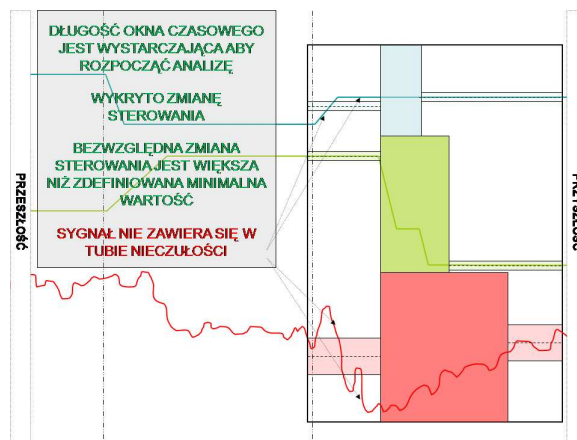 DŁUGOŚĆ OKNA CZASOWEGO
JEST WYSTARCZAJĄCA ABY
ROZPOCZĄĆ ANALIZĘ
WYKRYTO ZMIANĘ
STEROWANIA
BEZWZGLĘDNA ZMIANA
STEROWANIA JEST WIĘKSZA
NIŻ ZDEFINIOWANA MINIMALNA
WARTOŚĆ
SYGNAŁ NIE ZAWIERA SIĘ W
TUBIE NIECZUŁOŚCI
PRZESZŁOŚĆ